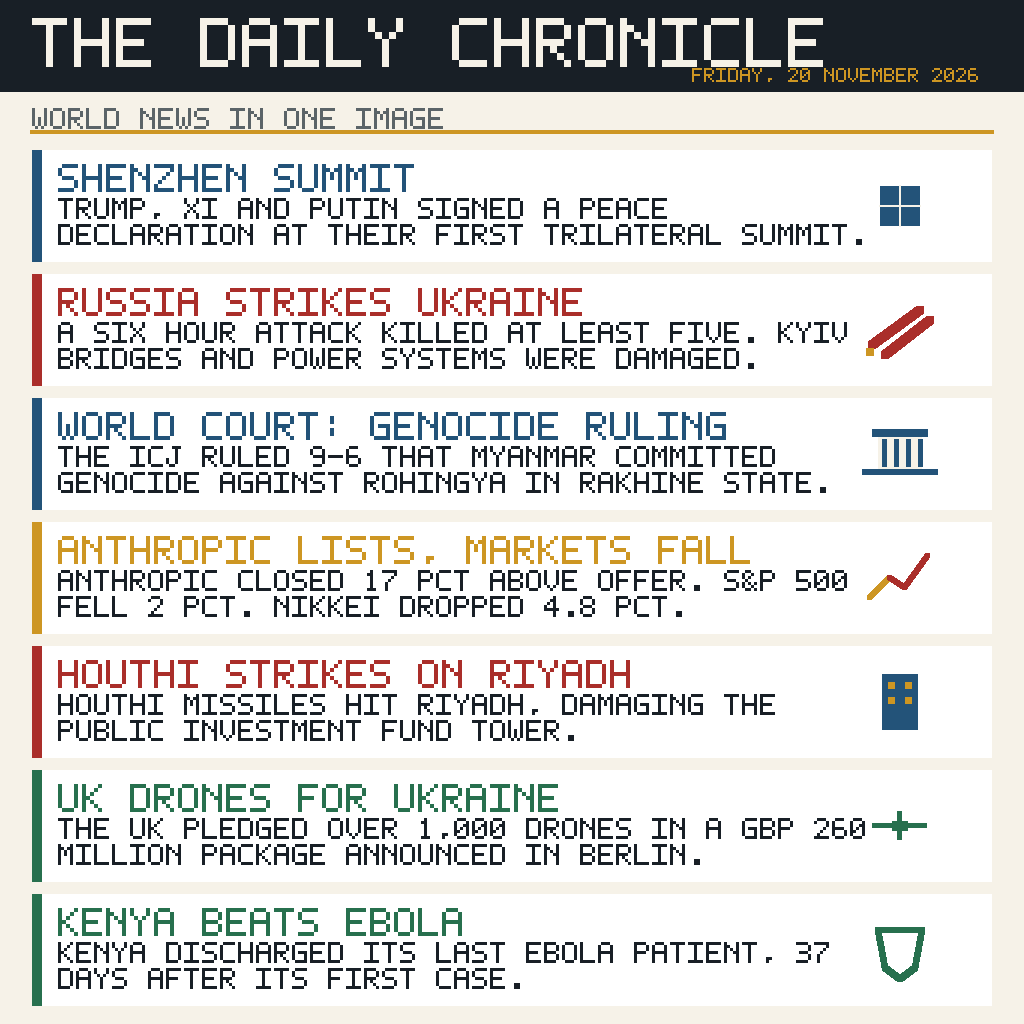 THE DAILY CHRONICLE
FRIDAY, 20 NOVEMBER 2026
WORLD NEWS IN ONE IMAGE
SHENZHEN SUMMIT
TRUMP, XI AND PUTIN SIGNED A PEACE
DECLARATION AT THEIR FIRST TRILATERAL SUMMIT.
RUSSIA STRIKES UKRAINE
A SIX HOUR ATTACK KILLED AT LEAST FIVE. KYIV
BRIDGES AND POWER SYSTEMS WERE DAMAGED.
WORLD COURT: GENOCIDE RULING
THE ICJ RULED 9-6 THAT MYANMAR COMMITTED
GENOCIDE AGAINST ROHINGYA IN RAKHINE STATE.
ANTHROPIC LISTS, MARKETS FALL
ANTHROPIC CLOSED 17 PCT ABOVE OFFER. S&P 500
FELL 2 PCT. NIKKEI DROPPED 4.8 PCT.
HOUTHI STRIKES ON RIYADH
HOUTHI MISSILES HIT RIYADH, DAMAGING THE
PUBLIC INVESTMENT FUND TOWER.
UK DRONES FOR UKRAINE
THE UK PLEDGED OVER 1,000 DRONES IN A GBP 260
MILLION PACKAGE ANNOUNCED IN BERLIN.
KENYA BEATS EBOLA
KENYA DISCHARGED ITS LAST EBOLA PATIENT, 37
DAYS AFTER ITS FIRST CASE.